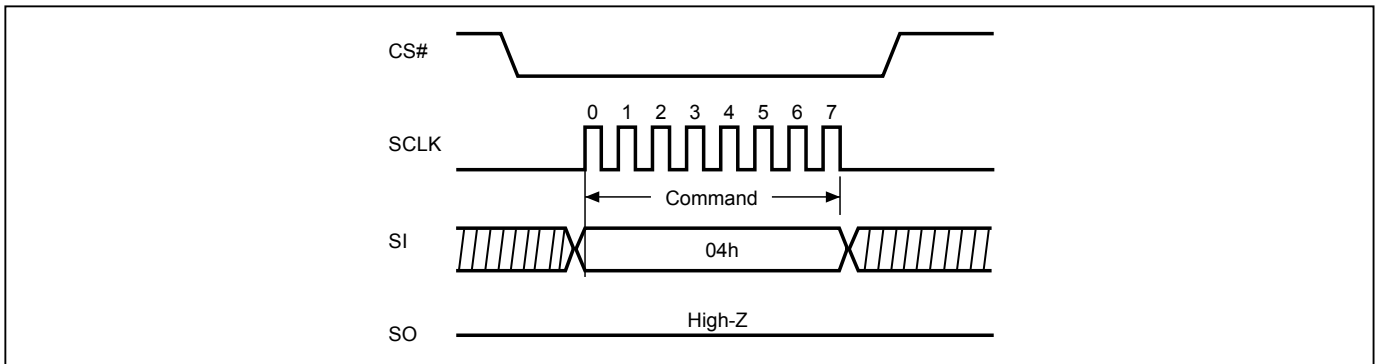 CS#
0 1 2 3 4 5 6 7
SCLK
Command
SI
04h
High-Z
SO